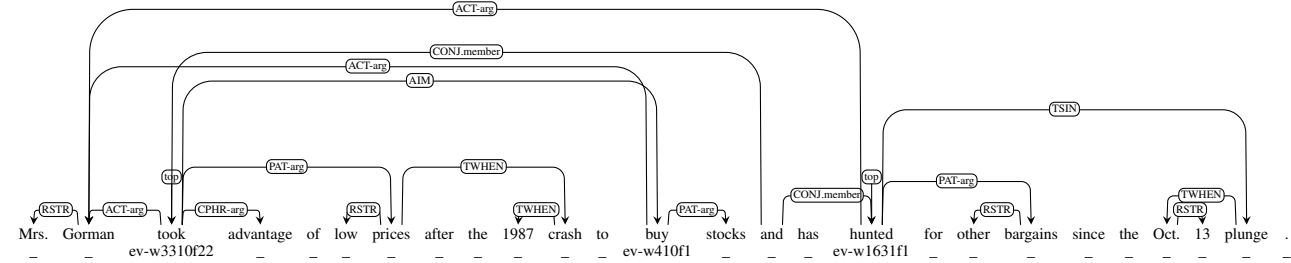 ACT-arg
CONJ.member
ACT-arg
AIM
TSIN
PAT-arg TWHEN
top top
PAT-arg
CONJ.member
TWHEN
RSTR ACT-arg CPHR-arg RSTR TWHEN PAT-arg RSTR RSTR
Mrs. Gorman took advantage of low prices after the 1987 crash to buy stocks and has hunted for other bargains since the Oct. 13 plunge .
_ _ ev-w3310f22 _ _ _ _ _ _ _ _ _ ev-w410f1 _ _ _ ev-w1631f1 _ _ _ _ _ _ _ _ _